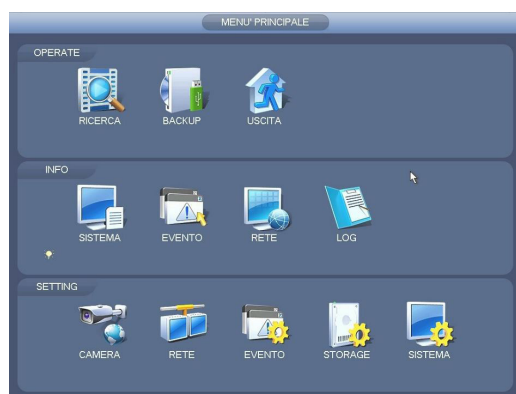 MENU' PRINCIPALE
OPERATE
RICERCA BACKUP USCITA
INFO
SISTEMA EVENTO RETE LOG
SETTING
CAMERA RETE EVENTO STORAGE SISTEMA